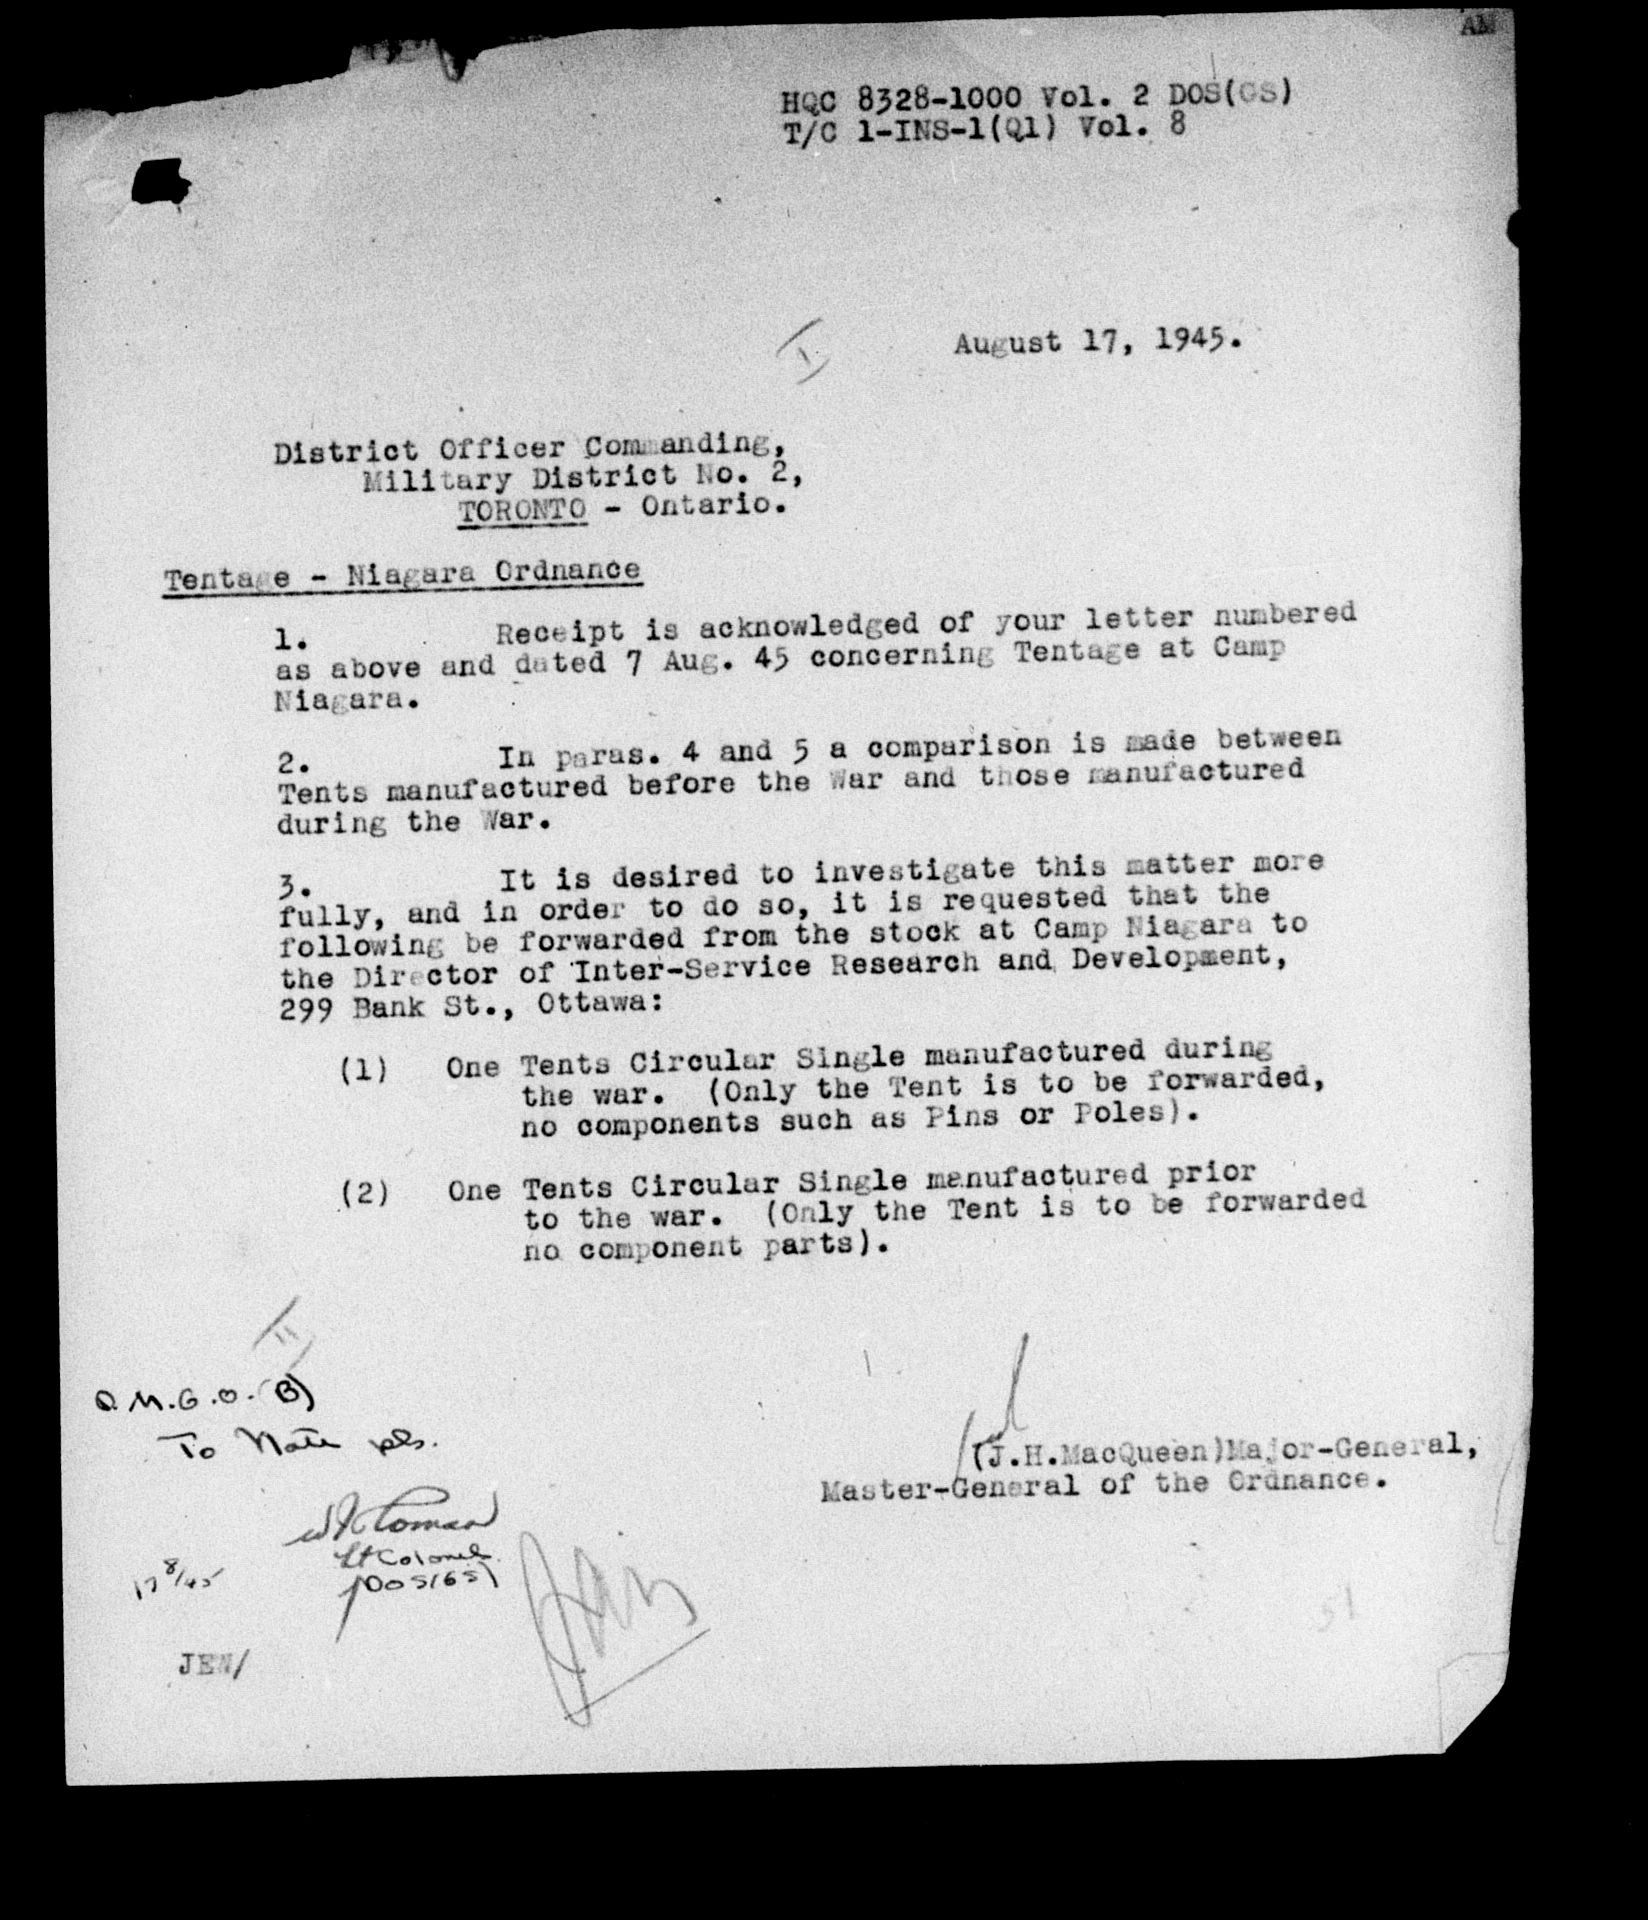 AM
HQC 8328-1000 Vol. 2 DOS(GS)
T/C 1-INS-1(Q1) Vol. 8
I
August 17, 1945.
District Officer Commanding,
Military District No. 2,
TORONTO - Ontario.
Tentage - Niagara Ordnance
1. Receipt is acknowledged of your letter numbered
as above and dated 7 Aug. 45 concerning Tentage at Camp
Niagara.
2. In paras. 4 and 5 a comparison is made between
Tents manufactured before the War and those manufactured
during the War.
3. It is desired to investigate this matter more
fully, and in order to do so, it is requested that the
following be forwarded from the stock at Camp Niagara to
the Director of Inter-Service Research and Development,
299 Bank St., Ottawa:
(1) One Tents Circular Single manufactured during
the war. (Only the Tent is to be forwarded,
no components such as Pins or Poles).
(2) One Tents Circular Single manufactured prior
to the war. (Only the Tent is to be forwarded
no component parts).
II
D.M.G.O.(B)
To Note pls.
(J.H.MacQueen)Major-General,
Master-General of the Ordnance.
Lt Colonel
DOS(GS)
17 8/45
JEN/